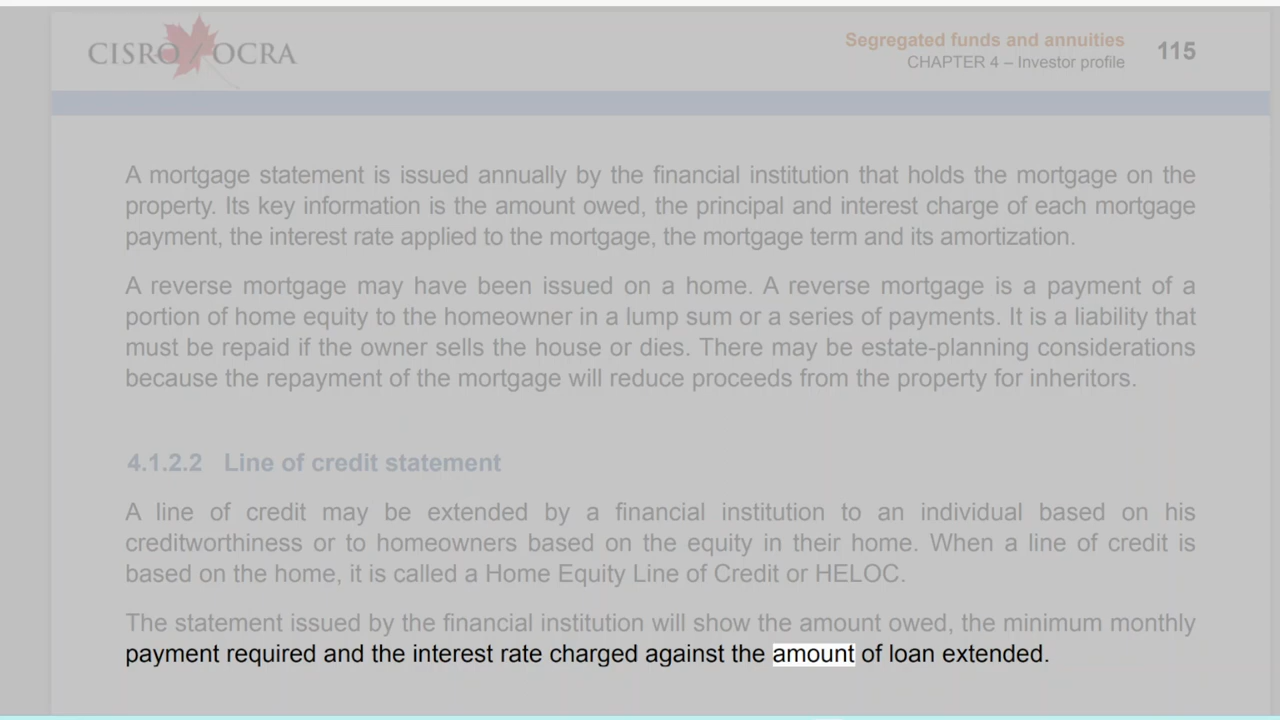 CISRO / OCRA
Segregated funds and annuities
CHAPTER 4 – Investor profile
115
A mortgage statement is issued annually by the financial institution that holds the mortgage on the
property. Its key information is the amount owed, the principal and interest charge of each mortgage
payment, the interest rate applied to the mortgage, the mortgage term and its amortization.
A reverse mortgage may have been issued on a home. A reverse mortgage is a payment of a
portion of home equity to the homeowner in a lump sum or a series of payments. It is a liability that
must be repaid if the owner sells the house or dies. There may be estate-planning considerations
because the repayment of the mortgage will reduce proceeds from the property for inheritors.
4.1.2.2 Line of credit statement
A line of credit may be extended by a financial institution to an individual based on his
creditworthiness or to homeowners based on the equity in their home. When a line of credit is
based on the home, it is called a Home Equity Line of Credit or HELOC.
The statement issued by the financial institution will show the amount owed, the minimum monthly
payment required and the interest rate charged against the amount of loan extended.